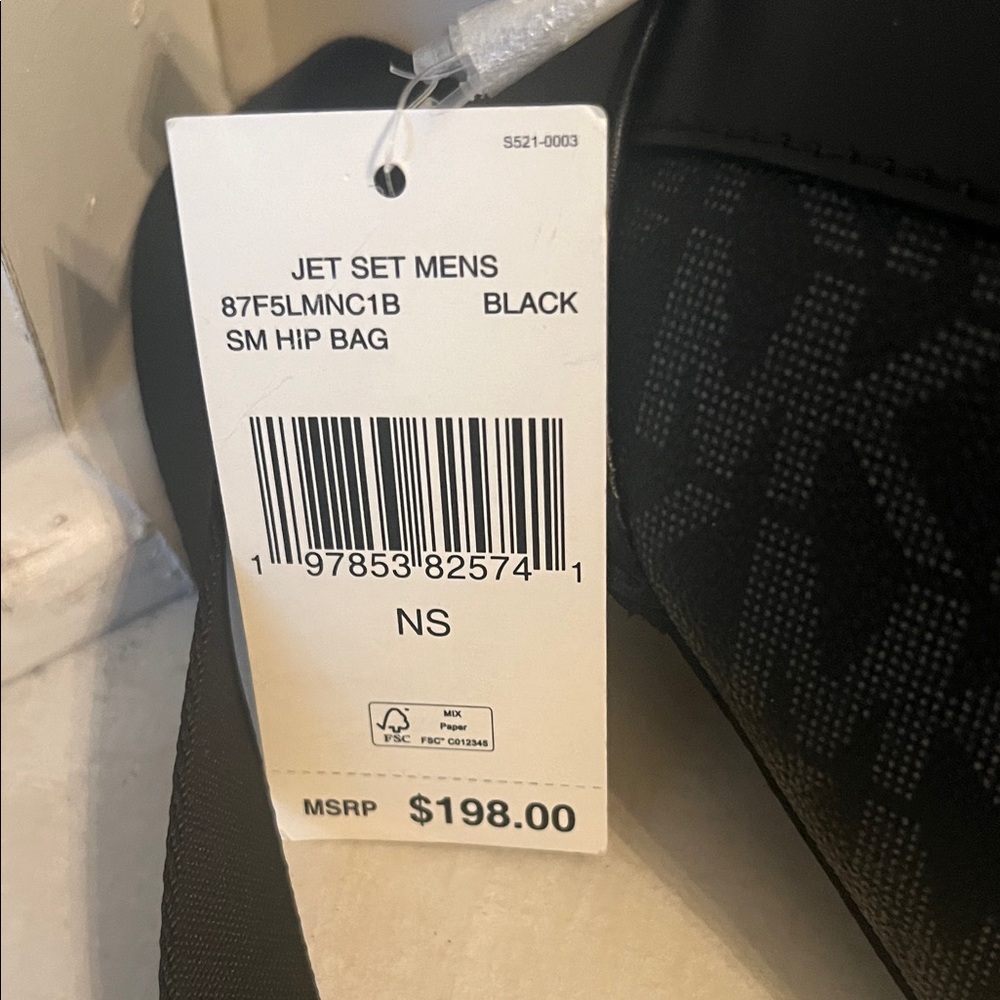 S521-0003
JET SET MENS
87F5LMNC1B BLACK
SM HIP BAG
1 97853 82574 1
NS
MIX
Paper
FSC FSC™ C012345
MSRP $198.00